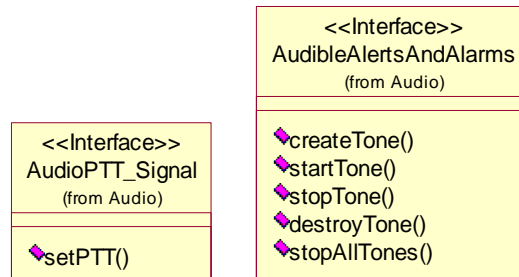 <<Interface>>
AudioPTT_Signal
(from Audio)
setPTT()
<<Interface>>
AudibleAlertsAndAlarms
(from Audio)
createTone()
startTone()
stopTone()
destroyTone()
stopAllTones()